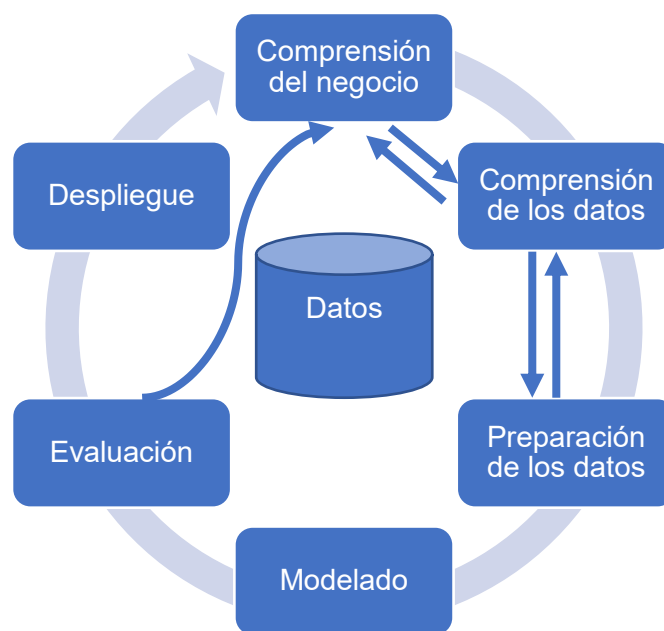 Comprensión
del negocio
Comprensión
de los datos
Preparación
de los datos
Modelado
Evaluación
Despliegue
Datos